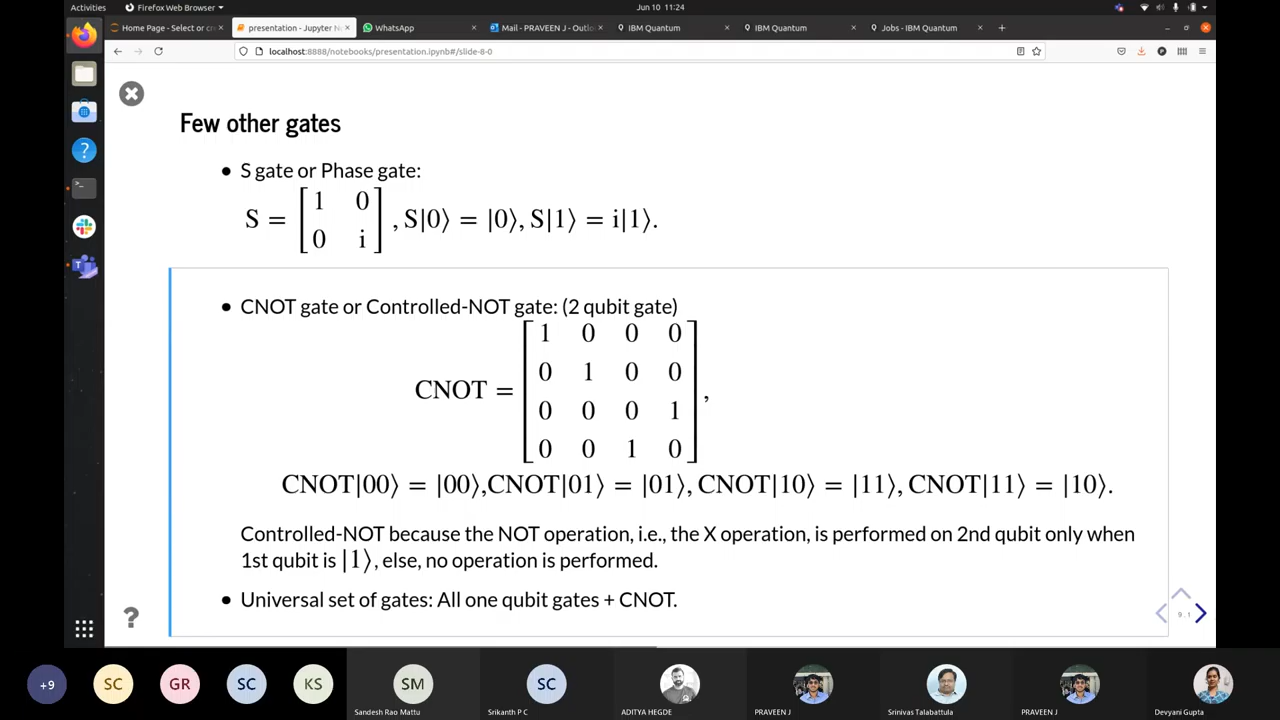 Activities Firefox Web Browser Jun 10 11:24
Home Page - Select or cr presentation - Jupyter N WhatsApp Mail - PRAVEEN J - Outlo IBM Quantum IBM Quantum Jobs - IBM Quantum
localhost:8888/notebooks/presentation.ipynb#/slide-8-0
Few other gates
• S gate or Phase gate:
S = [1 0
0 i], S|0⟩ = |0⟩, S|1⟩ = i|1⟩.
• CNOT gate or Controlled-NOT gate: (2 qubit gate)
CNOT = [1 0 0 0
0 1 0 0
0 0 0 1
0 0 1 0],
CNOT|00⟩ = |00⟩,CNOT|01⟩ = |01⟩, CNOT|10⟩ = |11⟩, CNOT|11⟩ = |10⟩.
Controlled-NOT because the NOT operation, i.e., the X operation, is performed on 2nd qubit only when
1st qubit is |1⟩, else, no operation is performed.
• Universal set of gates: All one qubit gates + CNOT.
?
9.1
+9 SC GR SC KS SM SC
Sandesh Rao Mattu Srikanth P C ADITYA HEGDE PRAVEEN J Srinivas Talabattula PRAVEEN J Devyani Gupta